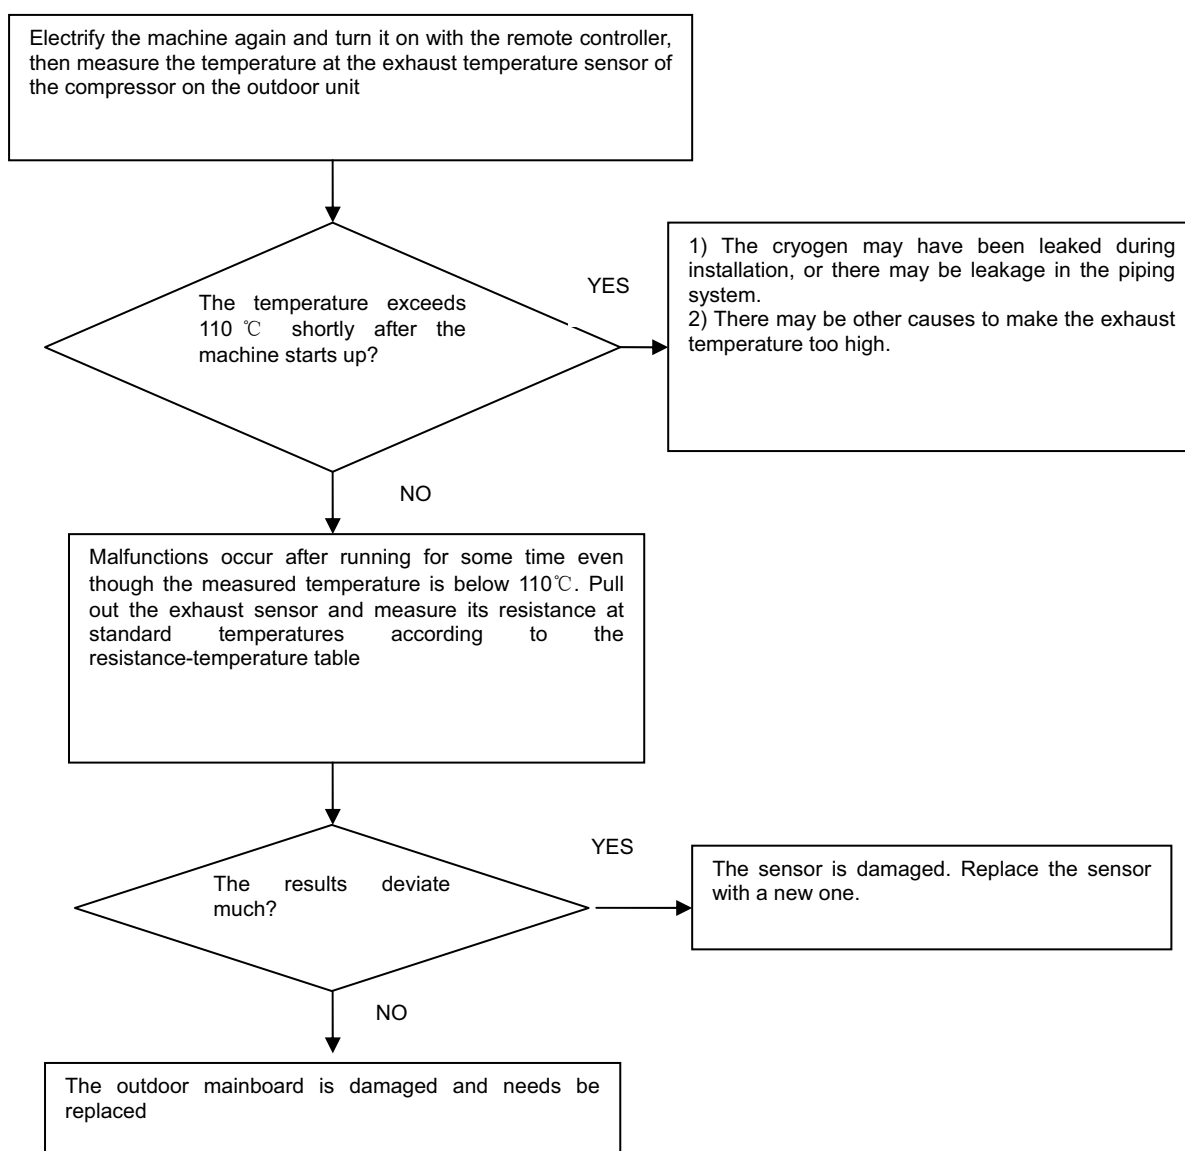 Electrify the machine again and turn it on with the remote controller,
then measure the temperature at the exhaust temperature sensor of
the compressor on the outdoor unit
The temperature exceeds
110 ℃ shortly after the
machine starts up?
YES
1) The cryogen may have been leaked during
installation, or there may be leakage in the piping
system.
2) There may be other causes to make the exhaust
temperature too high.
NO
Malfunctions occur after running for some time even
though the measured temperature is below 110℃. Pull
out the exhaust sensor and measure its resistance at
standard temperatures according to the
resistance-temperature table
The results deviate
much?
YES
The sensor is damaged. Replace the sensor
with a new one.
NO
The outdoor mainboard is damaged and needs be
replaced